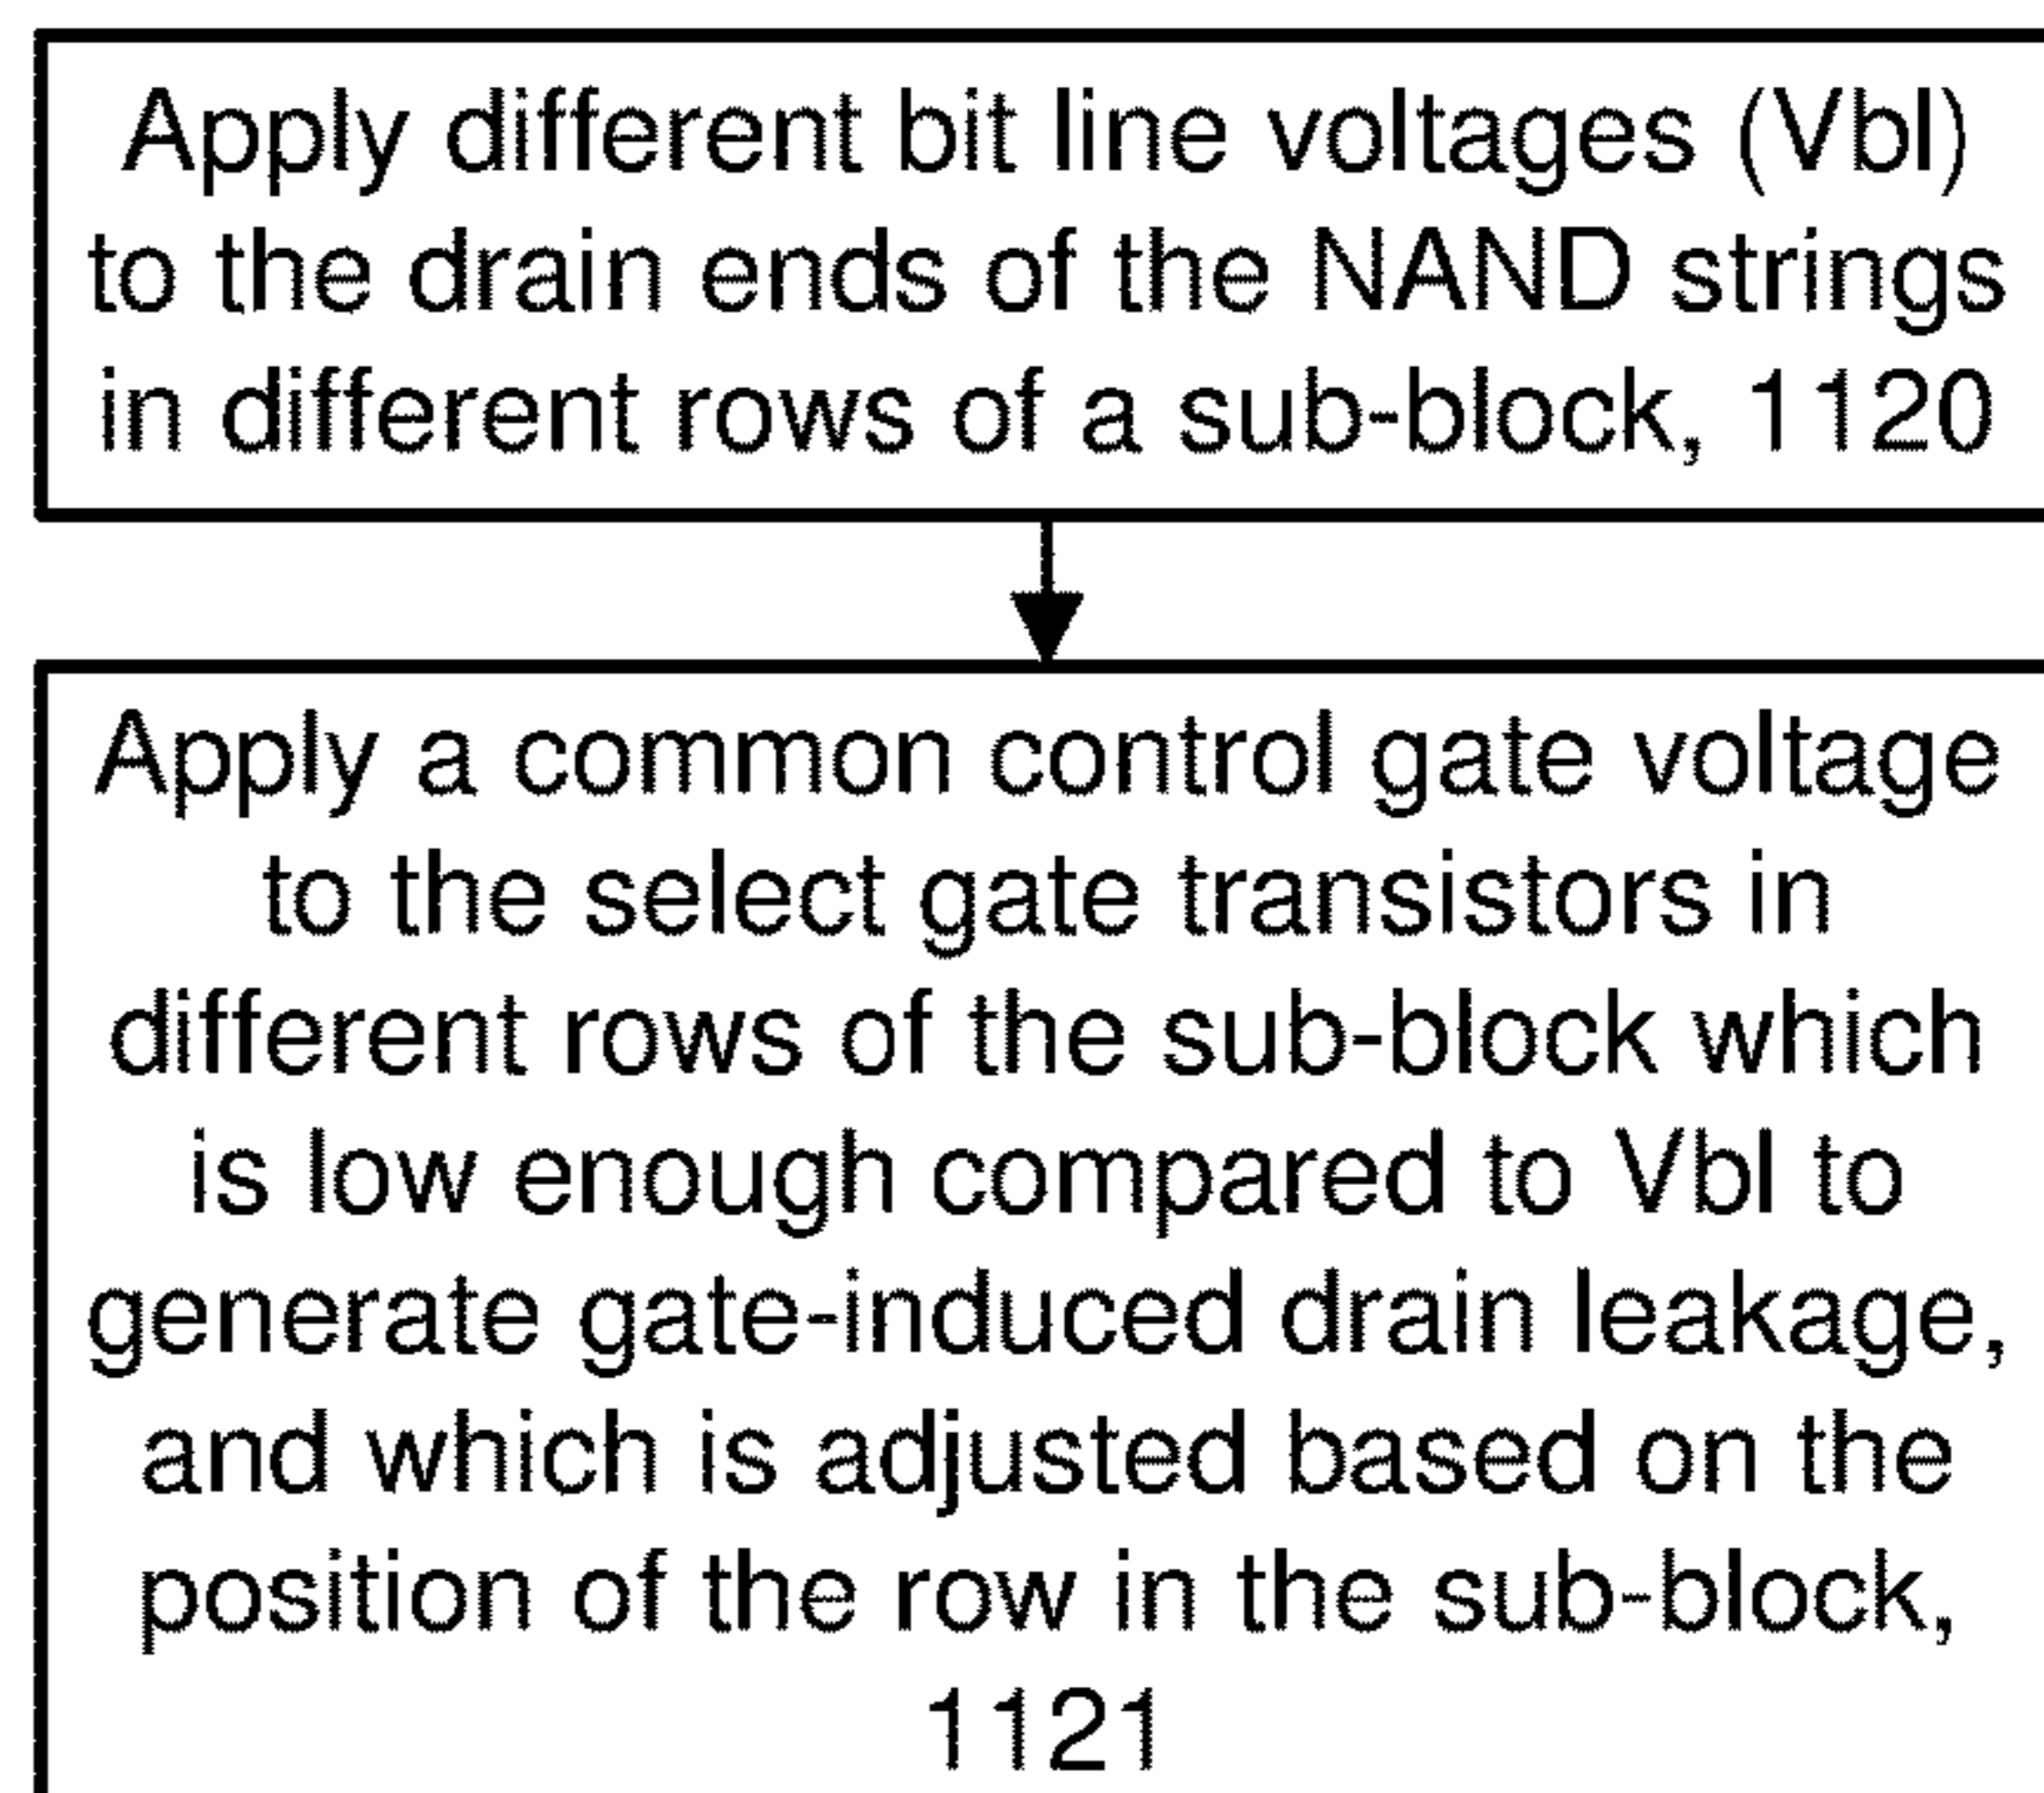 Apply different bit line voltages (Vbl)
to the drain ends of the NAND strings
in different rows of a sub-block, 1120
Apply a common control gate voltage
to the select gate transistors in
different rows of the sub-block which
is low enough compared to Vbl to
generate gate-induced drain leakage,
and which is adjusted based on the
position of the row in the sub-block,
1121